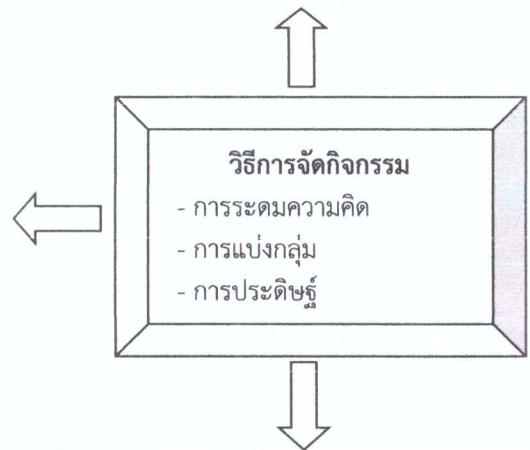 วิธีการจัดกิจกรรม
- การระดมความคิด
- การแบ่งกลุ่ม
- การประดิษฐ์